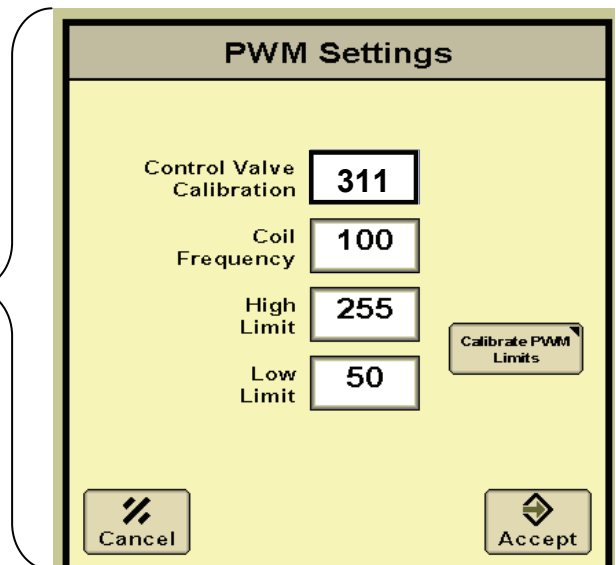 PWM Settings
Control Valve
Calibration
311
Coil
Frequency
100
High
Limit
255
Calibrate PWM
Limits
Low
Limit
50
Cancel
Accept